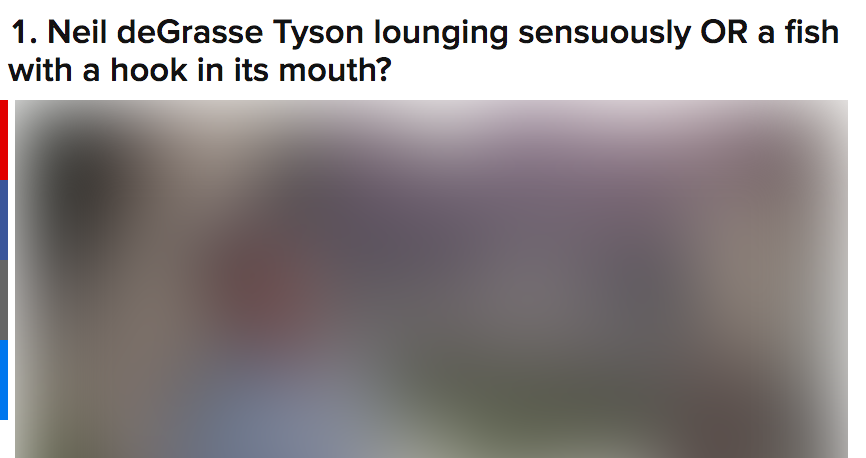 1. Neil deGrasse Tyson lounging sensuously OR a fish
with a hook in its mouth?